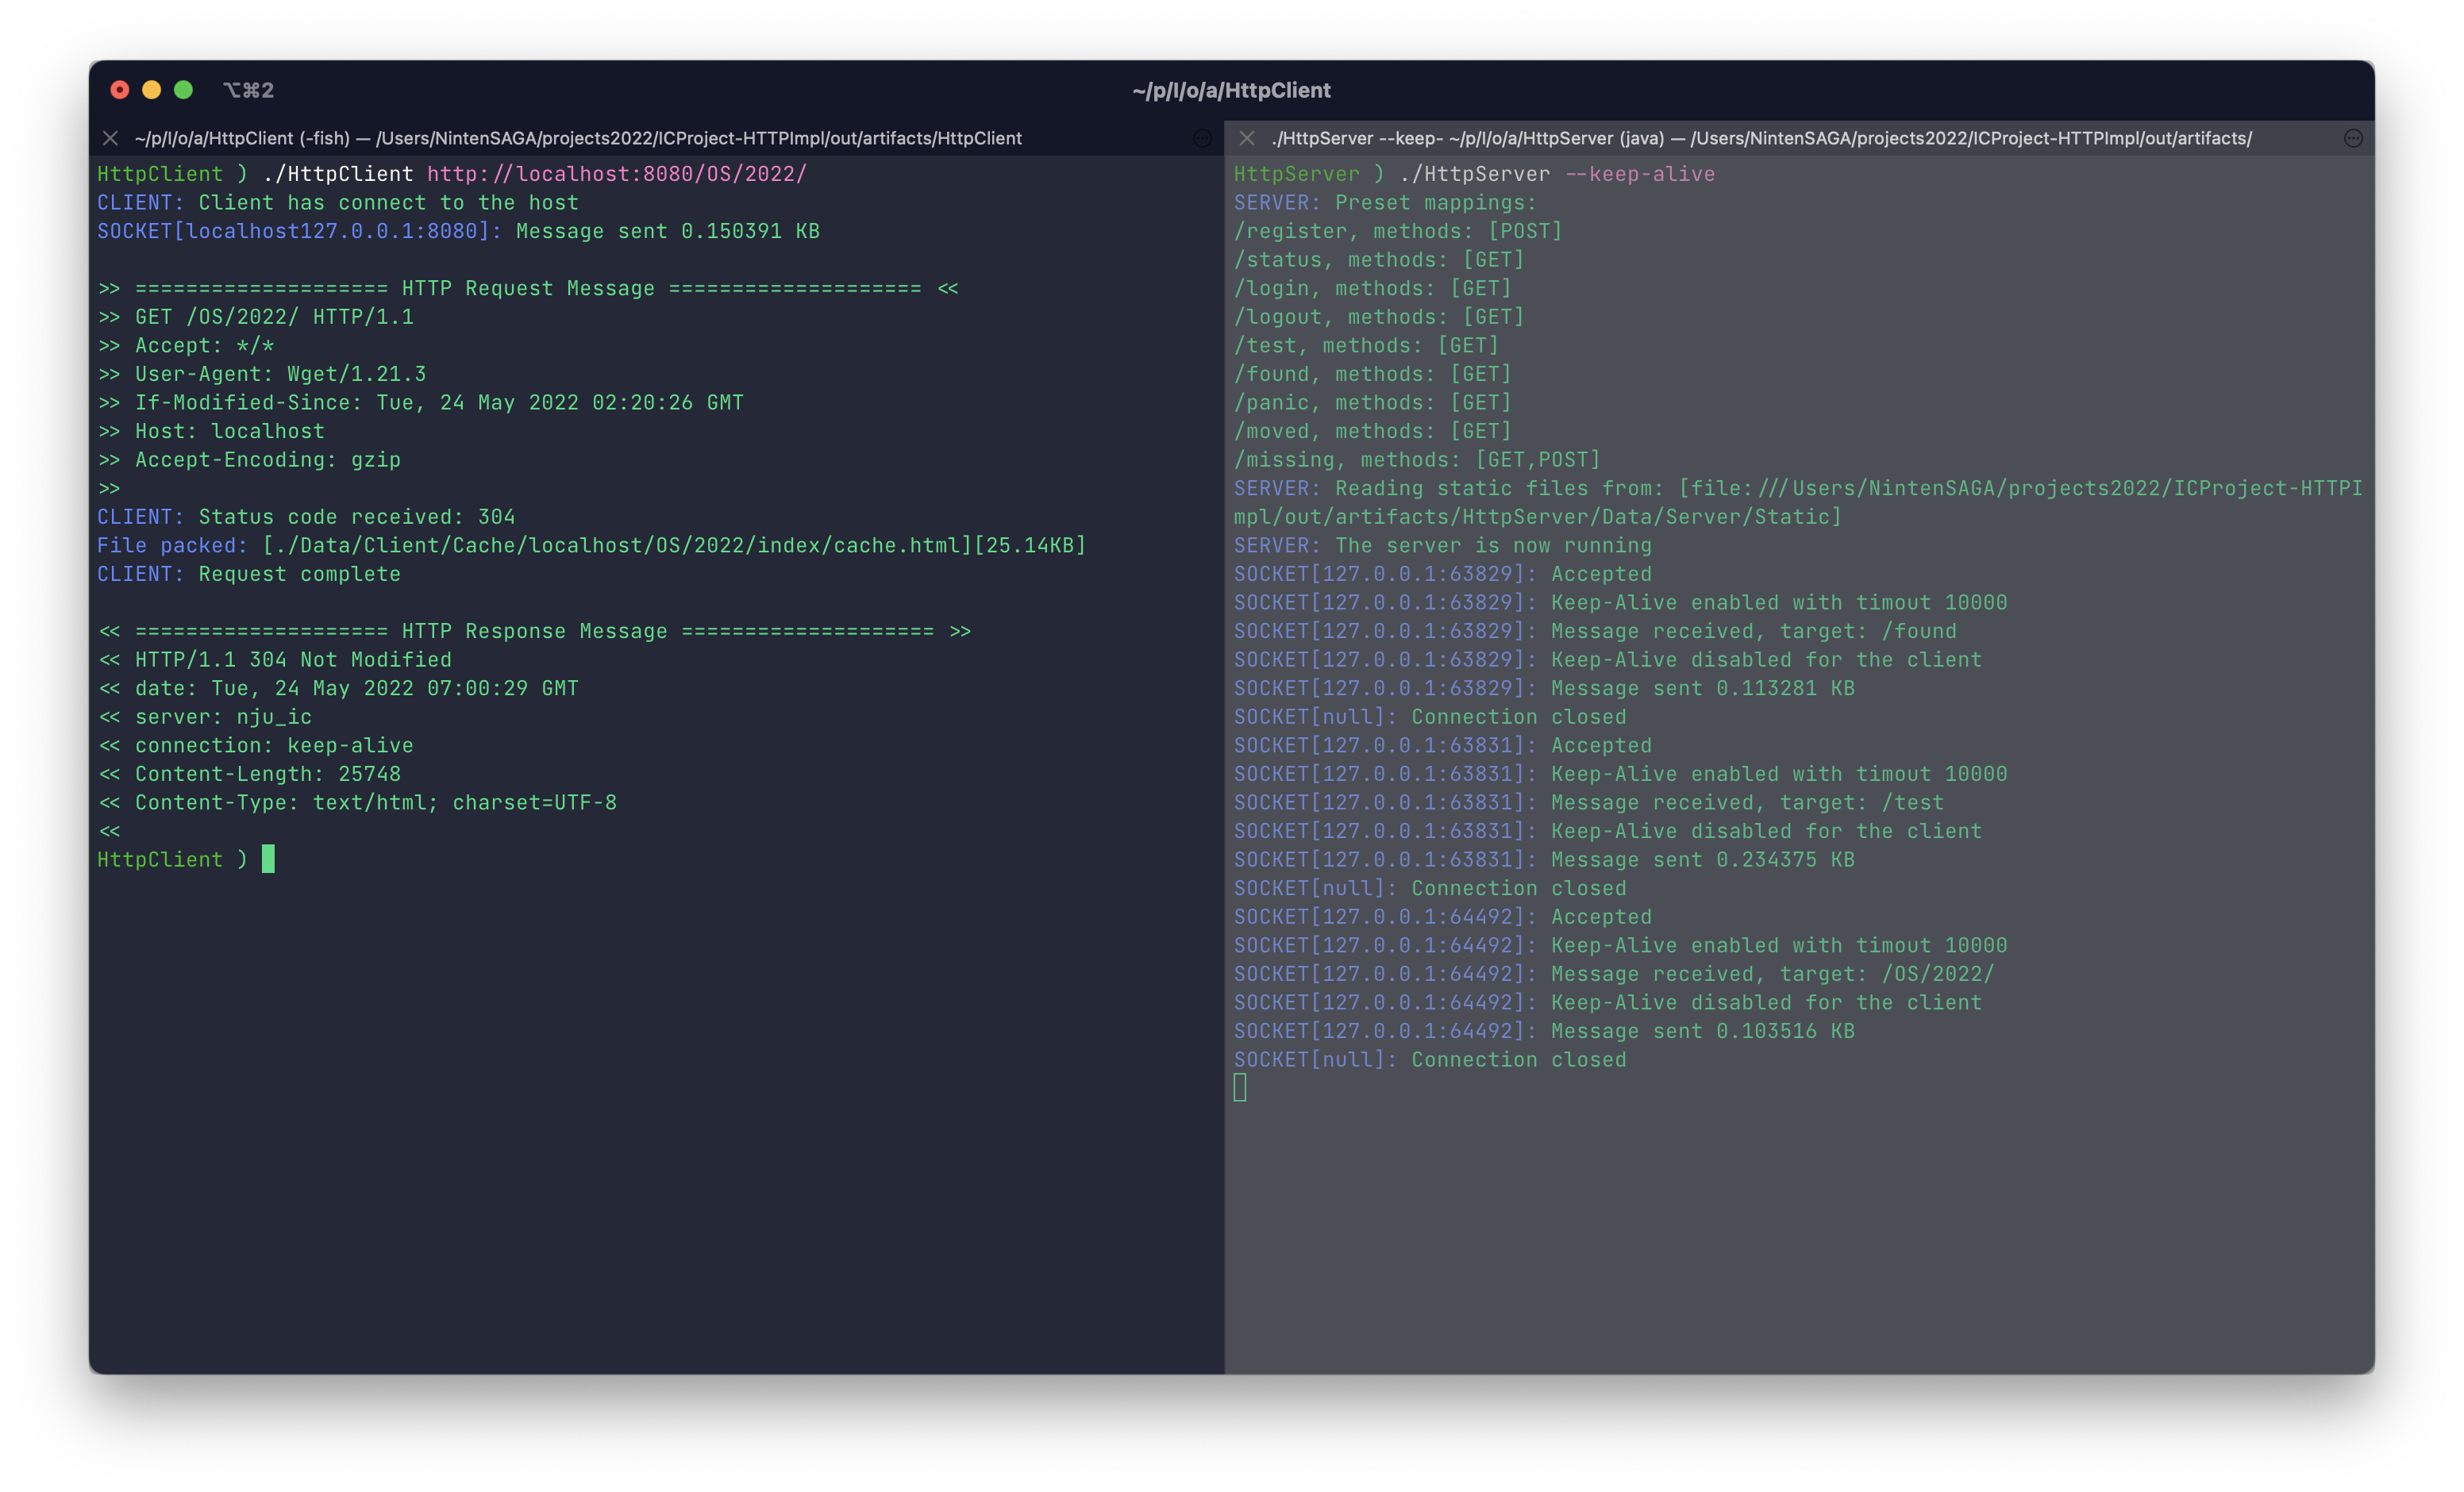 ⌥⌘2
~/p/I/o/a/HttpClient
~/p/I/o/a/HttpClient (-fish) — /Users/NintenSAGA/projects2022/ICProject-HTTPImpl/out/artifacts/HttpClient
HttpClient ) ./HttpClient http://localhost:8080/OS/2022/
CLIENT: Client has connect to the host
SOCKET[localhost127.0.0.1:8080]: Message sent 0.150391 KB
>> ==================== HTTP Request Message ==================== <<
>> GET /OS/2022/ HTTP/1.1
>> Accept: */*
>> User-Agent: Wget/1.21.3
>> If-Modified-Since: Tue, 24 May 2022 02:20:26 GMT
>> Host: localhost
>> Accept-Encoding: gzip
>>
CLIENT: Status code received: 304
File packed: [./Data/Client/Cache/localhost/OS/2022/index/cache.html][25.14KB]
CLIENT: Request complete
<< ==================== HTTP Response Message ==================== >>
<< HTTP/1.1 304 Not Modified
<< date: Tue, 24 May 2022 07:00:29 GMT
<< server: nju_ic
<< connection: keep-alive
<< Content-Length: 25748
<< Content-Type: text/html; charset=UTF-8
<<
HttpClient )
./HttpServer --keep- ~/p/I/o/a/HttpServer (java) — /Users/NintenSAGA/projects2022/ICProject-HTTPImpl/out/artifacts/
HttpServer ) ./HttpServer --keep-alive
SERVER: Preset mappings:
/register, methods: [POST]
/status, methods: [GET]
/login, methods: [GET]
/logout, methods: [GET]
/test, methods: [GET]
/found, methods: [GET]
/panic, methods: [GET]
/moved, methods: [GET]
/missing, methods: [GET,POST]
SERVER: Reading static files from: [file:///Users/NintenSAGA/projects2022/ICProject-HTTPI
mpl/out/artifacts/HttpServer/Data/Server/Static]
SERVER: The server is now running
SOCKET[127.0.0.1:63829]: Accepted
SOCKET[127.0.0.1:63829]: Keep-Alive enabled with timout 10000
SOCKET[127.0.0.1:63829]: Message received, target: /found
SOCKET[127.0.0.1:63829]: Keep-Alive disabled for the client
SOCKET[127.0.0.1:63829]: Message sent 0.113281 KB
SOCKET[null]: Connection closed
SOCKET[127.0.0.1:63831]: Accepted
SOCKET[127.0.0.1:63831]: Keep-Alive enabled with timout 10000
SOCKET[127.0.0.1:63831]: Message received, target: /test
SOCKET[127.0.0.1:63831]: Keep-Alive disabled for the client
SOCKET[127.0.0.1:63831]: Message sent 0.234375 KB
SOCKET[null]: Connection closed
SOCKET[127.0.0.1:64492]: Accepted
SOCKET[127.0.0.1:64492]: Keep-Alive enabled with timout 10000
SOCKET[127.0.0.1:64492]: Message received, target: /OS/2022/
SOCKET[127.0.0.1:64492]: Keep-Alive disabled for the client
SOCKET[127.0.0.1:64492]: Message sent 0.103516 KB
SOCKET[null]: Connection closed